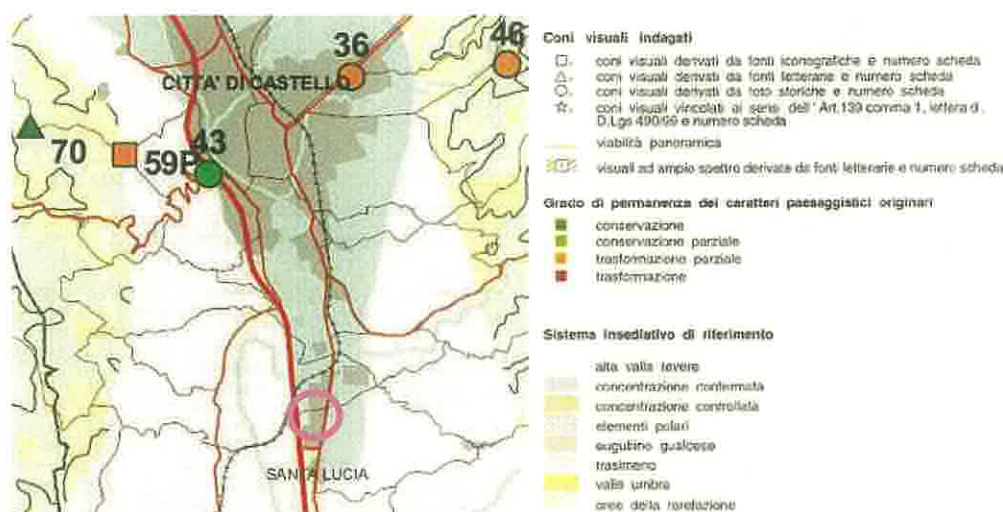 36
46
CITTA' DI CASTELLO
43
70
59P
SANTA LUCIA
Coni visuali indagati
coni visuali derivati da fonti iconografiche e numero scheda
coni visuali derivati da fonti letterarie e numero scheda
coni visuali derivati da foto storiche e numero scheda
coni visuali vincolati ai sensi dell' Art.139 comma 1, lettera d.
D.Lgs 490/99 e numero scheda
viabilità panoramica
visuali ad ampio spettro derivate da fonti letterarie e numero scheda
Grado di permanenza dei caratteri paesaggistici originari
conservazione
conservazione parziale
trasformazione parziale
trasformazione
Sistema insediativo di riferimento
alta valle tevere
concentrazione confermata
concentrazione controllata
elementi polari
eugubino gualdese
trasimeno
valle umbra
aree della rarefazione